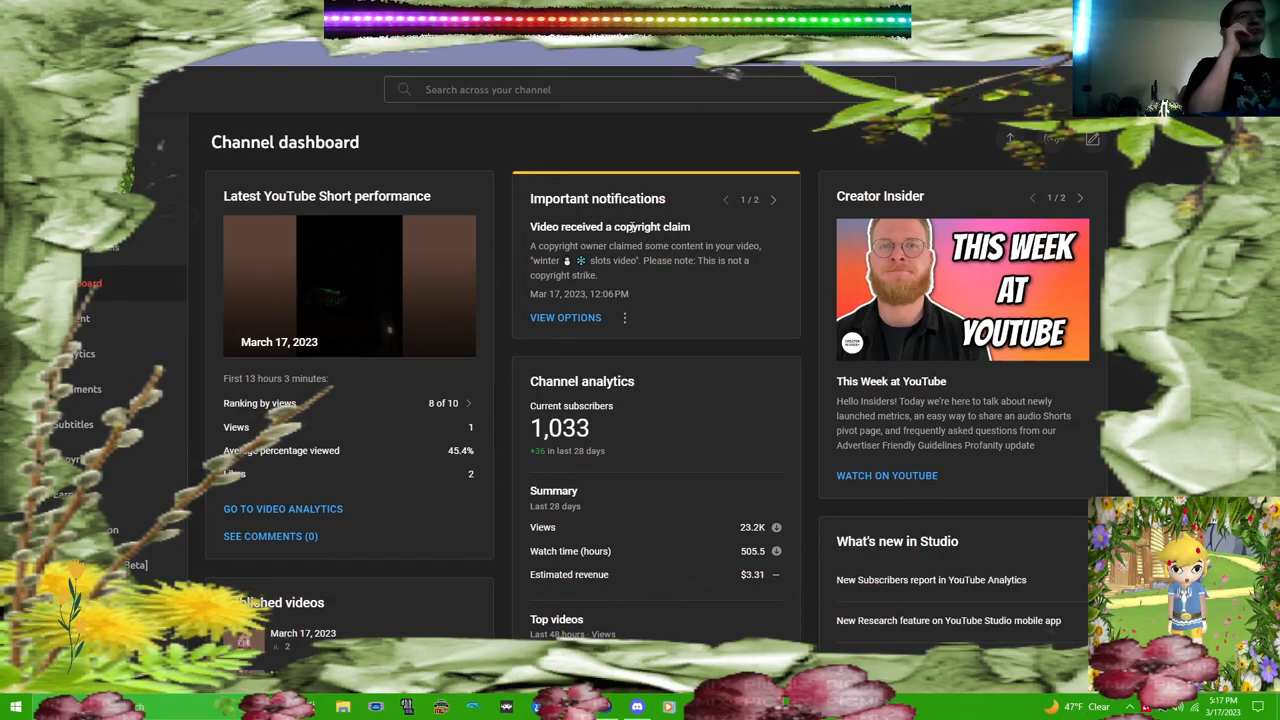 Search across your channel
Channel dashboard
Latest YouTube Short performance
March 17, 2023
First 13 hours 3 minutes:
Ranking by views 8 of 10
Views 1
Average percentage viewed 45.4%
Likes 2
GO TO VIDEO ANALYTICS
SEE COMMENTS (0)
videos
March 17, 2023
2
Important notifications
1 / 2
Video received a copyright claim
A copyright owner claimed some content in your video,
"winter ⛄ ❄ slots video". Please note: This is not a
copyright strike.
Mar 17, 2023, 12:06 PM
VIEW OPTIONS
Channel analytics
Current subscribers
1,033
+36 in last 28 days
Summary
Last 28 days
Views 23.2K
Watch time (hours) 505.5
Estimated revenue $3.31 —
Top videos
Last 48 hours · Views
Creator Insider
1 / 2
THIS WEEK
AT
YOUTUBE
This Week at YouTube
Hello Insiders! Today we're here to talk about newly
launched metrics, an easy way to share an audio Shorts
pivot page, and frequently asked questions from our
Advertiser Friendly Guidelines Profanity update
WATCH ON YOUTUBE
What's new in Studio
New Subscribers report in YouTube Analytics
New Research feature on YouTube Studio mobile app
Subtitles
Beta]
47°F Clear
5:17 PM
3/17/2023